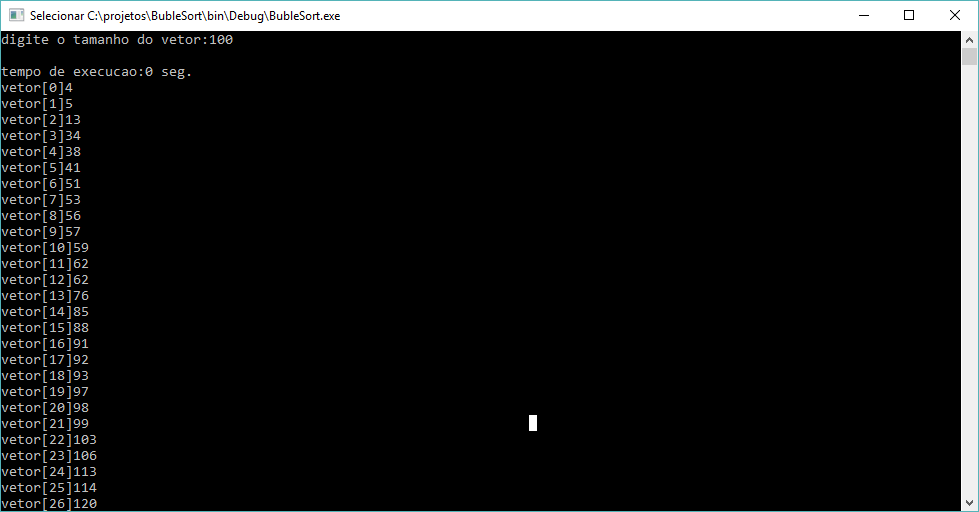 Selecionar C:\projetos\BubleSort\bin\Debug\BubleSort.exe
digite o tamanho do vetor:100
tempo de execucao:0 seg.
vetor[0]4
vetor[1]5
vetor[2]13
vetor[3]34
vetor[4]38
vetor[5]41
vetor[6]51
vetor[7]53
vetor[8]56
vetor[9]57
vetor[10]59
vetor[11]62
vetor[12]62
vetor[13]76
vetor[14]85
vetor[15]88
vetor[16]91
vetor[17]92
vetor[18]93
vetor[19]97
vetor[20]98
vetor[21]99
vetor[22]103
vetor[23]106
vetor[24]113
vetor[25]114
vetor[26]120